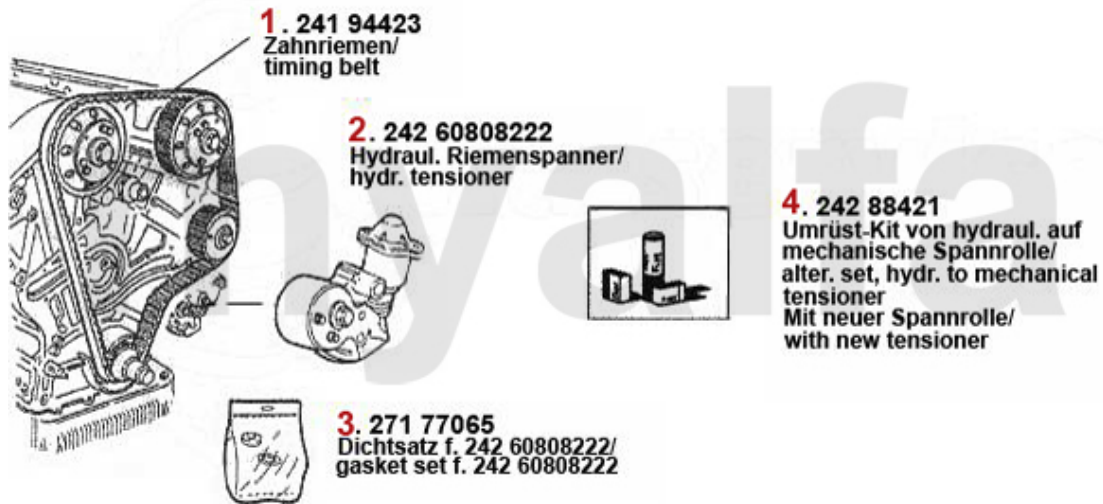 1. 241 94423
Zahnriemen/
timing belt
2. 242 60808222
Hydraul. Riemenspanner/
hydr. tensioner
3. 271 77065
Dichtsatz f. 242 60808222/
gasket set f. 242 60808222
4. 242 88421
Umrüst-Kit von hydraul. auf
mechanische Spannrolle/
alter. set, hydr. to mechanical
tensioner
Mit neuer Spannrolle/
with new tensioner
myalfa